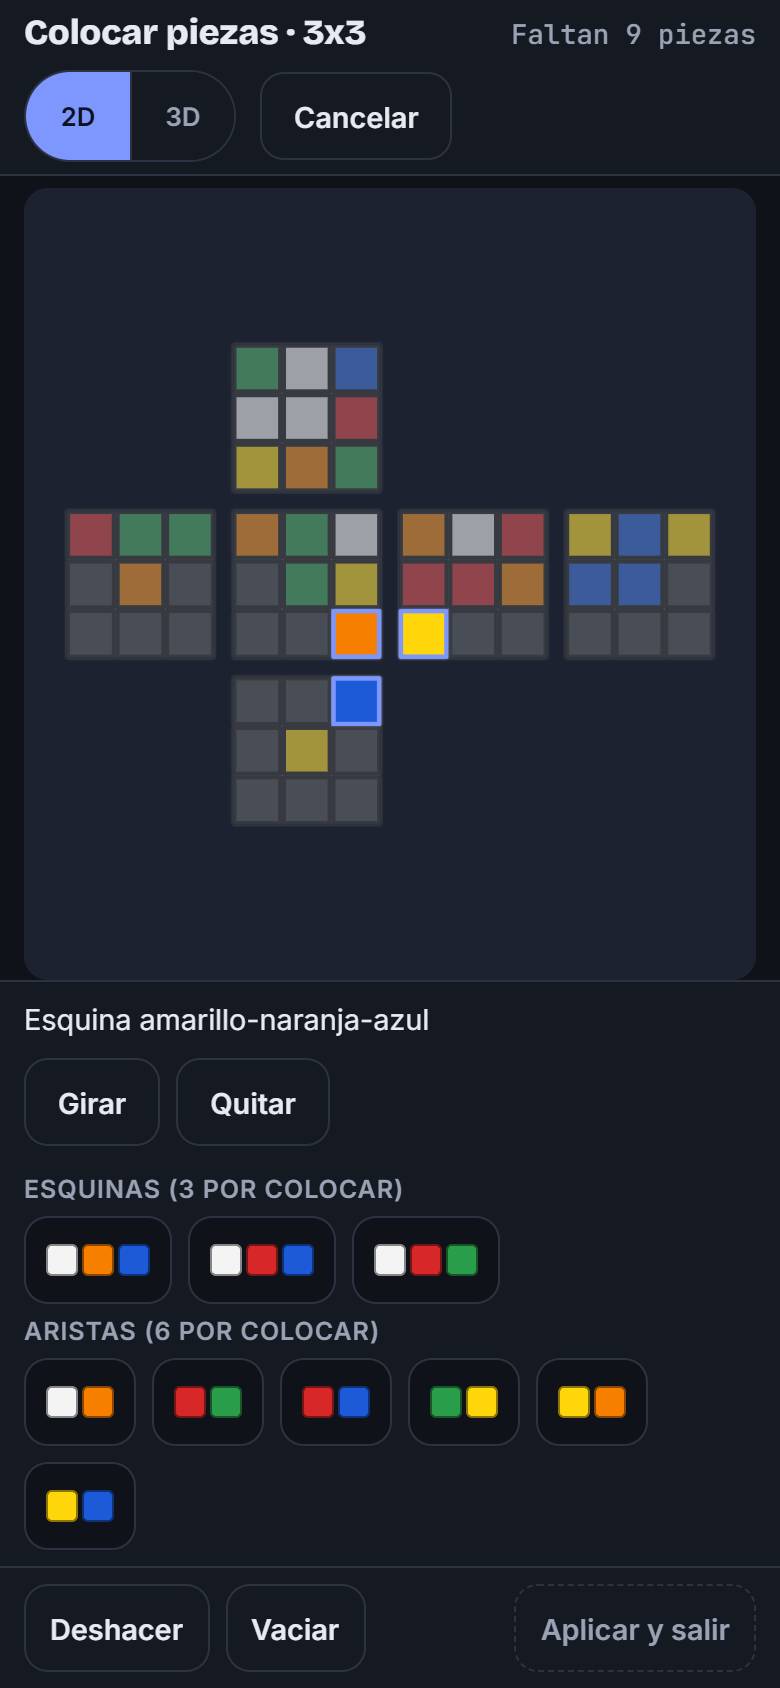 Colocar piezas · 3x3
Faltan 9 piezas
2D
3D
Cancelar
Esquina amarillo-naranja-azul
Girar
Quitar
ESQUINAS (3 POR COLOCAR)
ARISTAS (6 POR COLOCAR)
Deshacer
Vaciar
Aplicar y salir